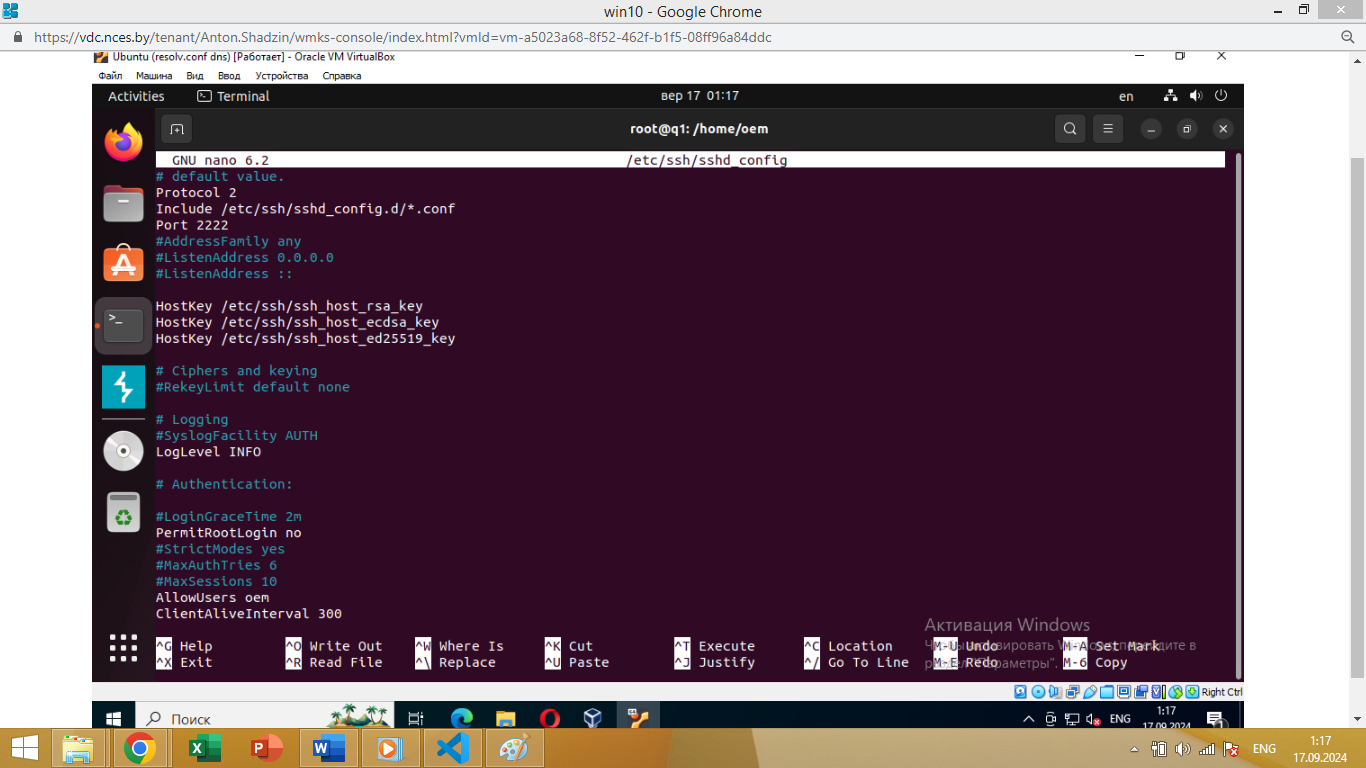 win10 - Google Chrome
https://vdc.nces.by/tenant/Anton.Shadzin/wmks-console/index.html?vmId=vm-a5023a68-8f52-462f-b1f5-08ff96a84ddc
Ubuntu (resolv.conf dns) [Работает] - Oracle VM VirtualBox
Файл Машина Вид Ввод Устройства Справка
Activities Terminal вер 17 01:17 en
root@q1: /home/oem
GNU nano 6.2 /etc/ssh/sshd_config
# default value.
Protocol 2
Include /etc/ssh/sshd_config.d/*.conf
Port 2222
#AddressFamily any
#ListenAddress 0.0.0.0
#ListenAddress ::
HostKey /etc/ssh/ssh_host_rsa_key
HostKey /etc/ssh/ssh_host_ecdsa_key
HostKey /etc/ssh/ssh_host_ed25519_key
# Ciphers and keying
#RekeyLimit default none
# Logging
#SyslogFacility AUTH
LogLevel INFO
# Authentication:
#LoginGraceTime 2m
PermitRootLogin no
#StrictModes yes
#MaxAuthTries 6
#MaxSessions 10
AllowUsers oem
ClientAliveInterval 300
Активация Windows
^G Help ^O Write Out ^W Where Is ^K Cut ^T Execute ^C Location M-U Undo M-A Set Mark
^X Exit ^R Read File ^\ Replace ^U Paste ^J Justify ^/ Go To Line M-E Redo M-6 Copy
раздел "Параметры".
Right Ctrl
Поиск ENG 1:17
17.09.2024
ENG 1:17
17.09.2024